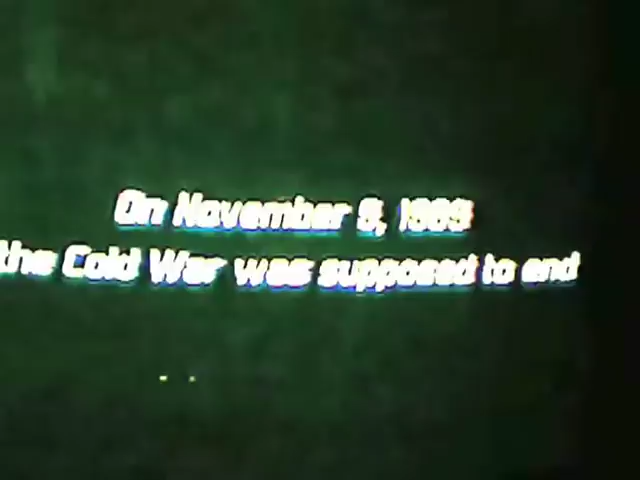 On November 9, 1989
the Cold War was supposed to end